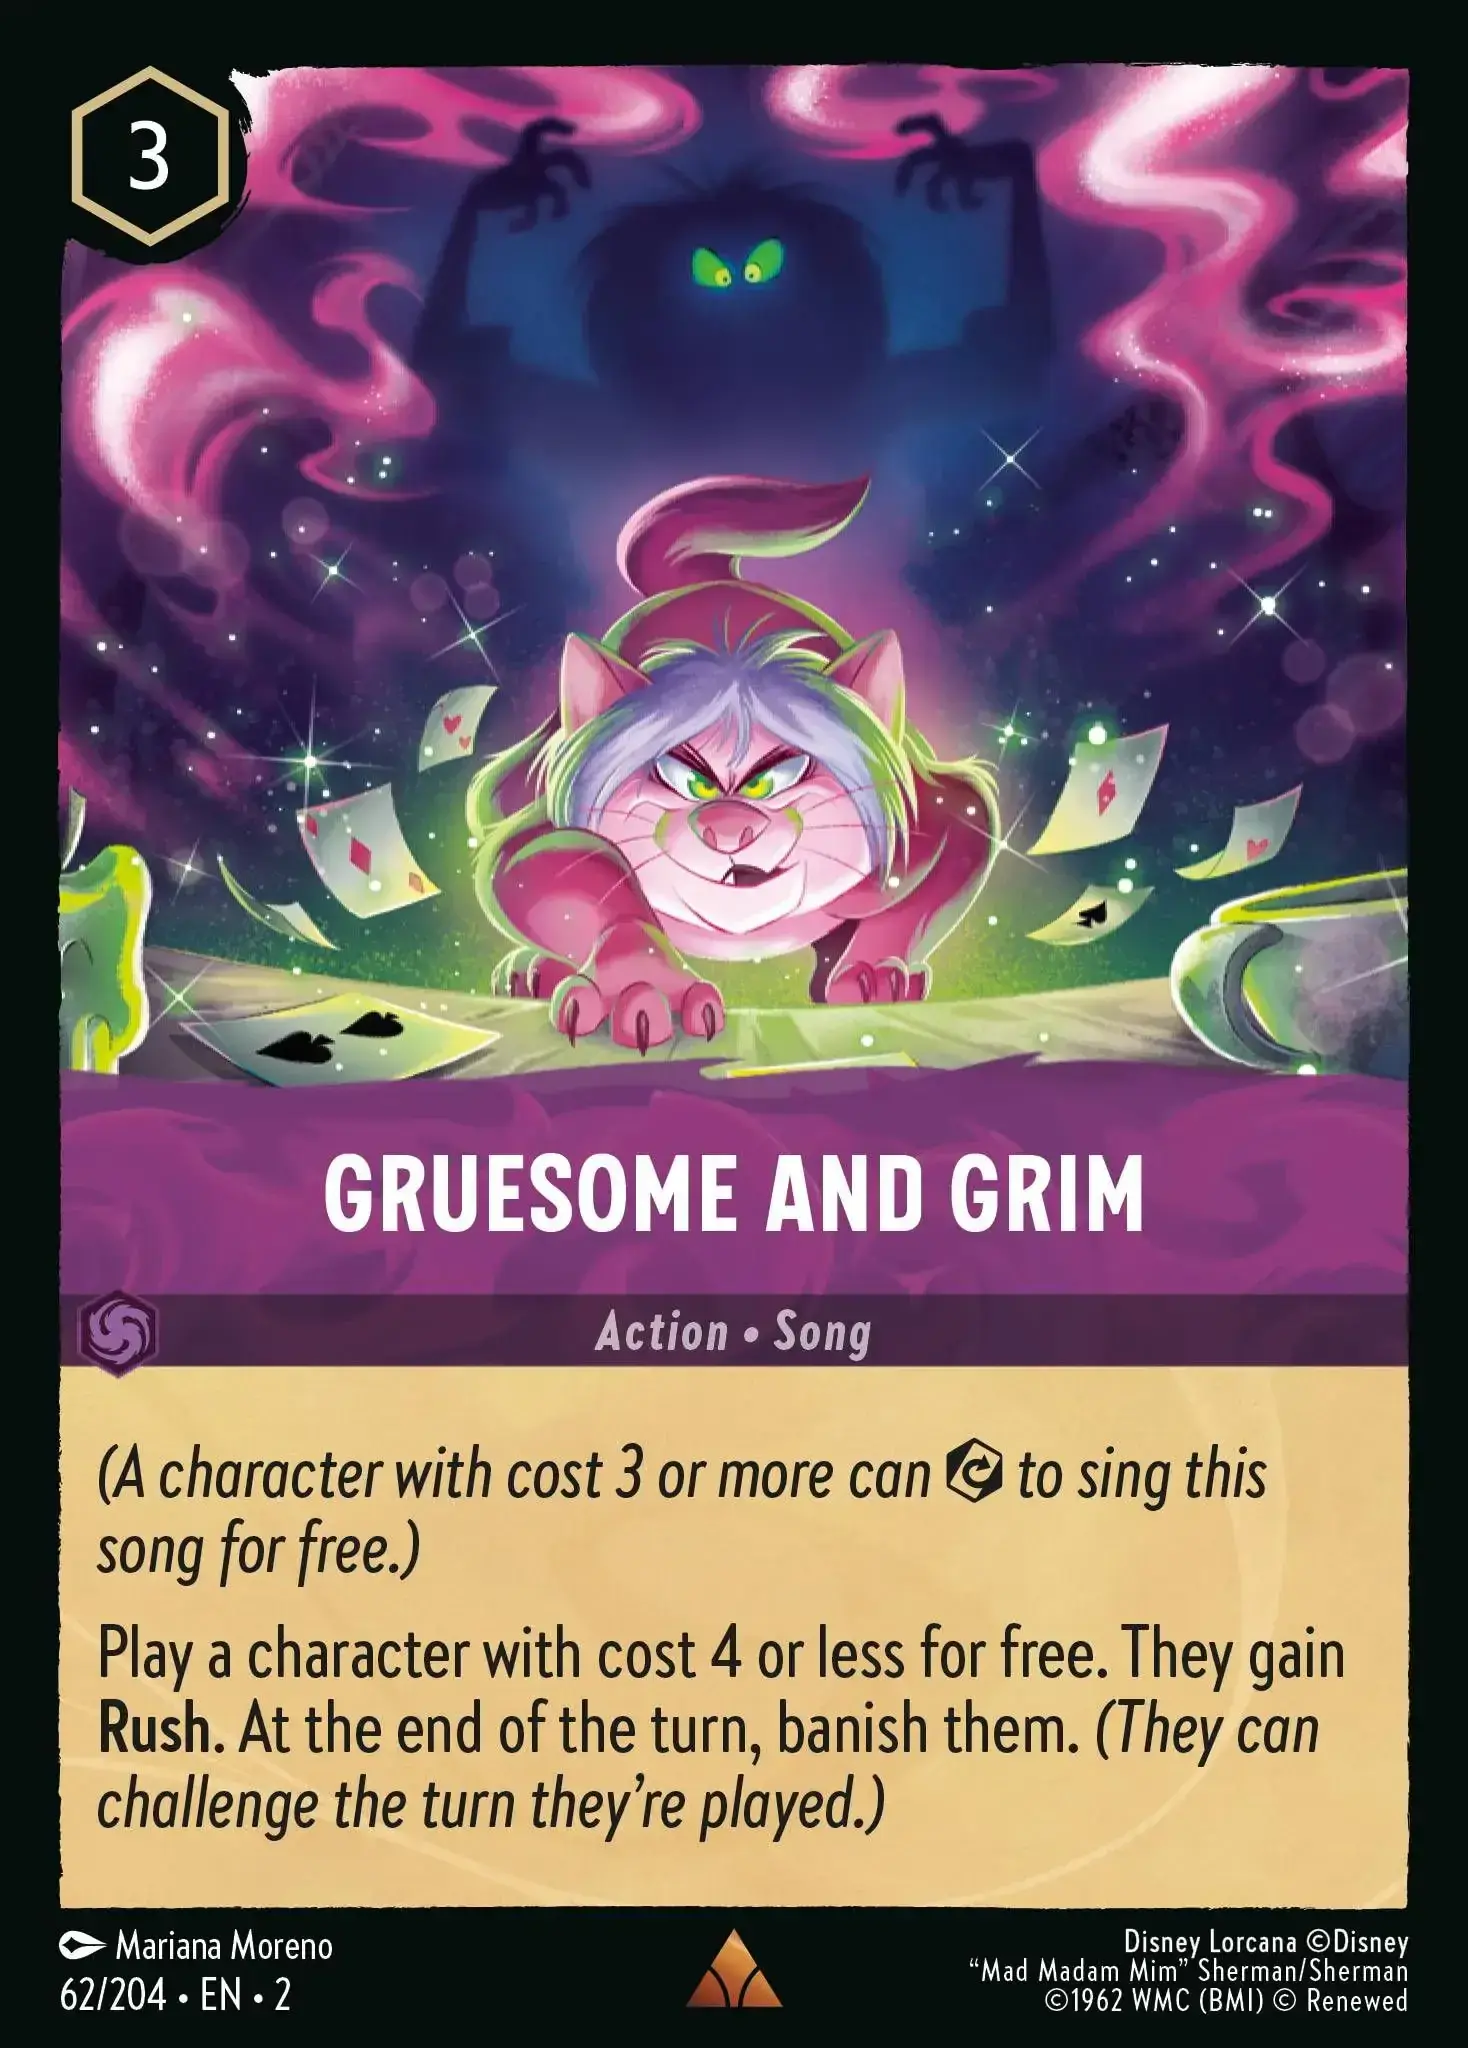 3
GRUESOME AND GRIM
Action • Song
(A character with cost 3 or more can to sing this
song for free.)
Play a character with cost 4 or less for free. They gain
Rush. At the end of the turn, banish them. (They can
challenge the turn they’re played.)
Mariana Moreno
62/204 • EN • 2
Disney Lorcana ©Disney
“Mad Madam Mim” Sherman/Sherman
©1962 WMC (BMI) © Renewed